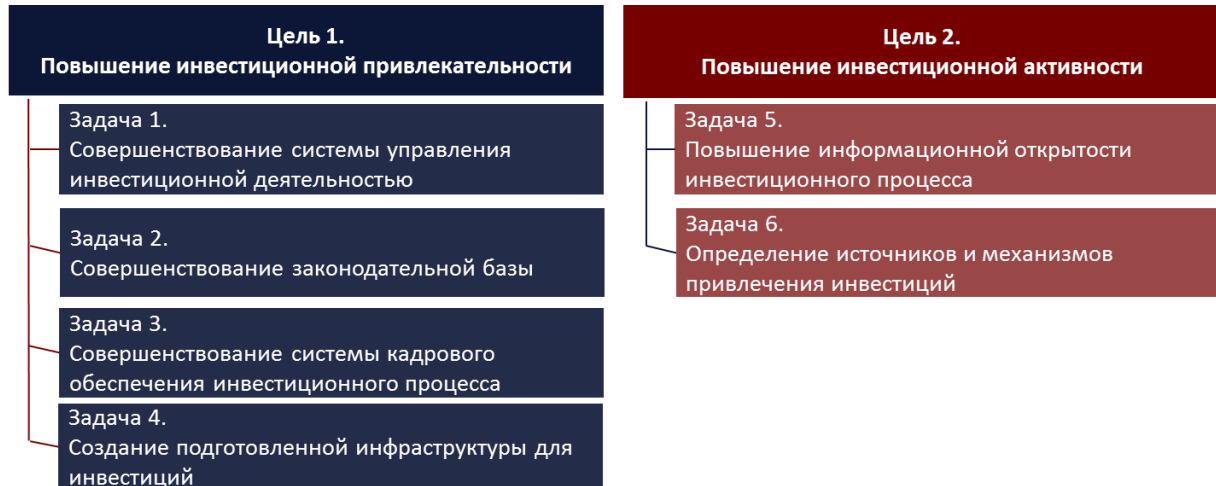 Цель 1.
Повышение инвестиционной привлекательности
Задача 1.
Совершенствование системы управления
инвестиционной деятельностью
Задача 2.
Совершенствование законодательной базы
Задача 3.
Совершенствование системы кадрового
обеспечения инвестиционного процесса
Задача 4.
Создание подготовленной инфраструктуры для
инвестиций
Цель 2.
Повышение инвестиционной активности
Задача 5.
Повышение информационной открытости
инвестиционного процесса
Задача 6.
Определение источников и механизмов
привлечения инвестиций